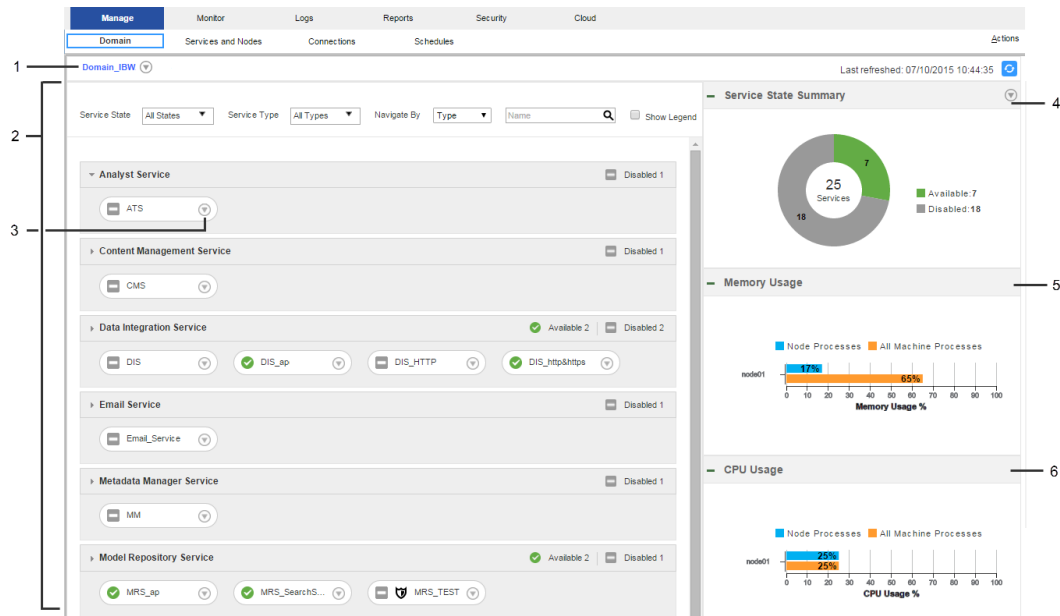 Manage Monitor Logs Reports Security Cloud
Domain Services and Nodes Connections Schedules Actions
1 Domain_IBW Last refreshed: 07/10/2015 10:44:35
2
Service State All States Service Type All Types Navigate By Type Name Show Legend
Analyst Service Disabled 1
3 ATS
Content Management Service Disabled 1
CMS
Data Integration Service Available 2 Disabled 2
DIS DIS_ap DIS_HTTP DIS_http&https
Email Service Disabled 1
Email_Service
Metadata Manager Service Disabled 1
MM
Model Repository Service Available 2 Disabled 1
MRS_ap MRS_SearchS... MRS_TEST
Service State Summary 4
7
25
Services
18
Available:7
Disabled:18
Memory Usage 5
Node Processes All Machine Processes
node01
17%
65%
0 10 20 30 40 50 60 70 80 90 100
Memory Usage %
CPU Usage 6
Node Processes All Machine Processes
node01
25%
25%
0 10 20 30 40 50 60 70 80 90 100
CPU Usage %